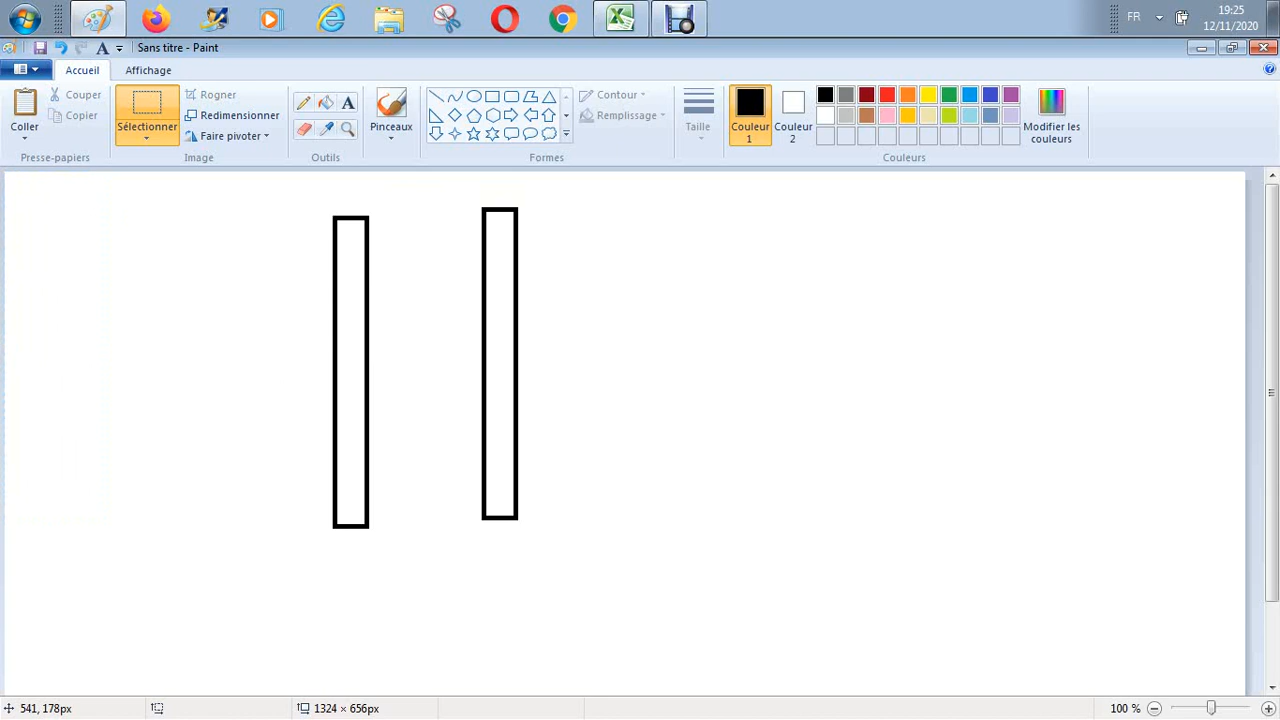 FR
19:25
12/11/2020
Sans titre - Paint
Accueil
Affichage
Coller
Couper
Copier
Presse-papiers
Sélectionner
Rogner
Redimensionner
Faire pivoter
Image
A
Outils
Pinceaux
Contour
Remplissage
Formes
Taille
Couleur
1
Couleur
2
Modifier les
couleurs
Couleurs
541, 178px
1324 × 656px
100 %